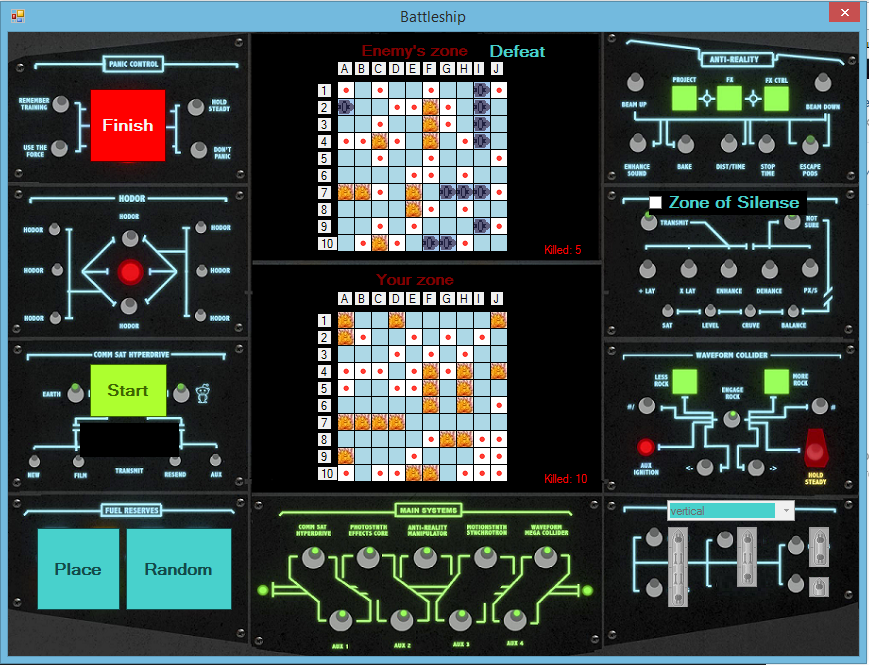 Battleship
PANIC CONTROL
REMEMBER TRAINING
HOLD STEADY
Finish
USE THE FORCE
DON'T PANIC
Enemy's zone Defeat
A B C D E F G H I J
1
2
3
4
5
6
7
8
9
10
Killed: 5
ANTI-REALITY
PROJECT FX FX CTRL
BEAM UP BEAM DOWN
ENHANCE SOUND BAKE DIST/TIME STOP TIME ESCAPE PODS
HODOR
HODOR
HODOR HODOR
HODOR HODOR
HODOR HODOR
HODOR
Zone of Silense
TRANSMIT NOT SURE
+ LAY X LAY ENHANCE DEHANCE PX/S
SAT LEVEL CRUVE BALANCE
Your zone
A B C D E F G H I J
1
2
3
4
5
6
7
8
9
10
Killed: 10
COMM SAT HYPERDRIVE
EARTH Start
NEW FILM TRANSMIT RESEND AUX
WAVEFORM COLLIDER
LESS ROCK MORE ROCK
ENGAGE ROCK
#/ #
AUX IGNITION <- -> HOLD STEADY
FUEL RESERVES
Place Random
MAIN SYSTEMS
COMM SAT HYPERDRIVE PHOTOSYNTH EFFECTS CORE ANTI-REALITY MANIPULATOR MOTIONSYNTH SYNCHROTRON WAVEFORM MEGA COLLIDER
AUX 1 AUX 2 AUX 3 AUX 4
vertical